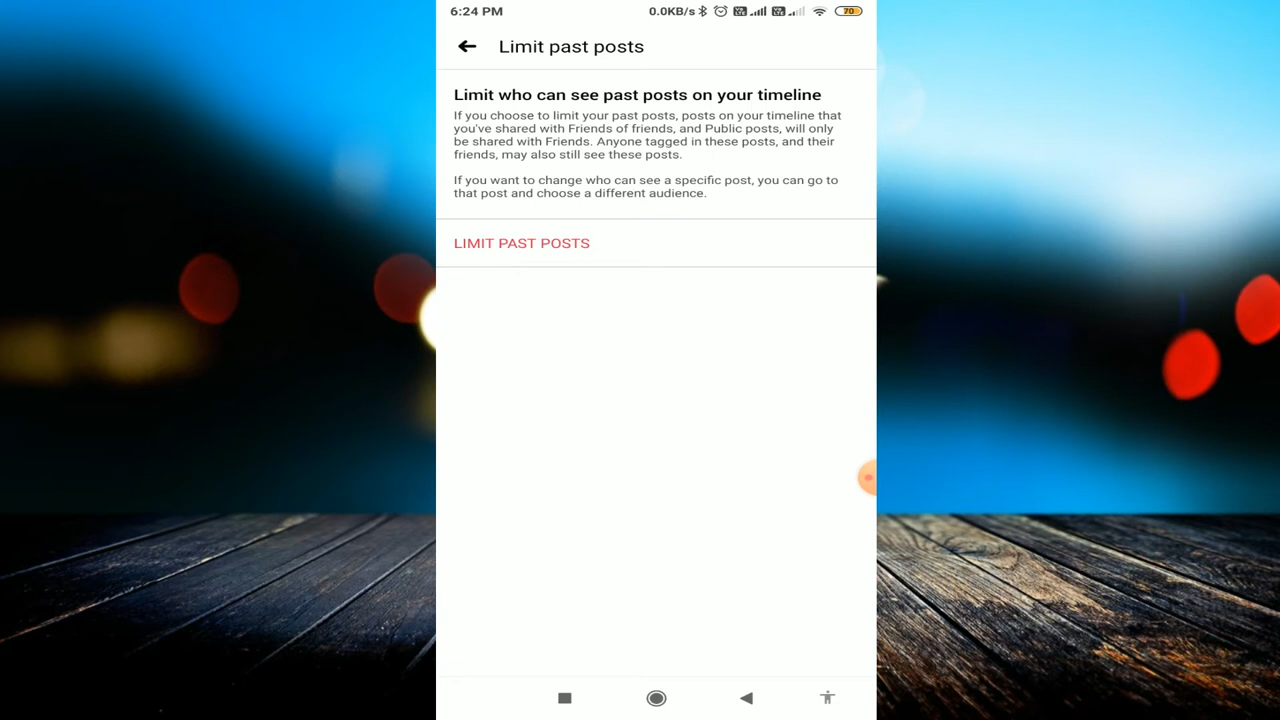 6:24 PM 0.0KB/s 70
Limit past posts
Limit who can see past posts on your timeline
If you choose to limit your past posts, posts on your timeline that
you've shared with Friends of friends, and Public posts, will only
be shared with Friends. Anyone tagged in these posts, and their
friends, may also still see these posts.
If you want to change who can see a specific post, you can go to
that post and choose a different audience.
LIMIT PAST POSTS